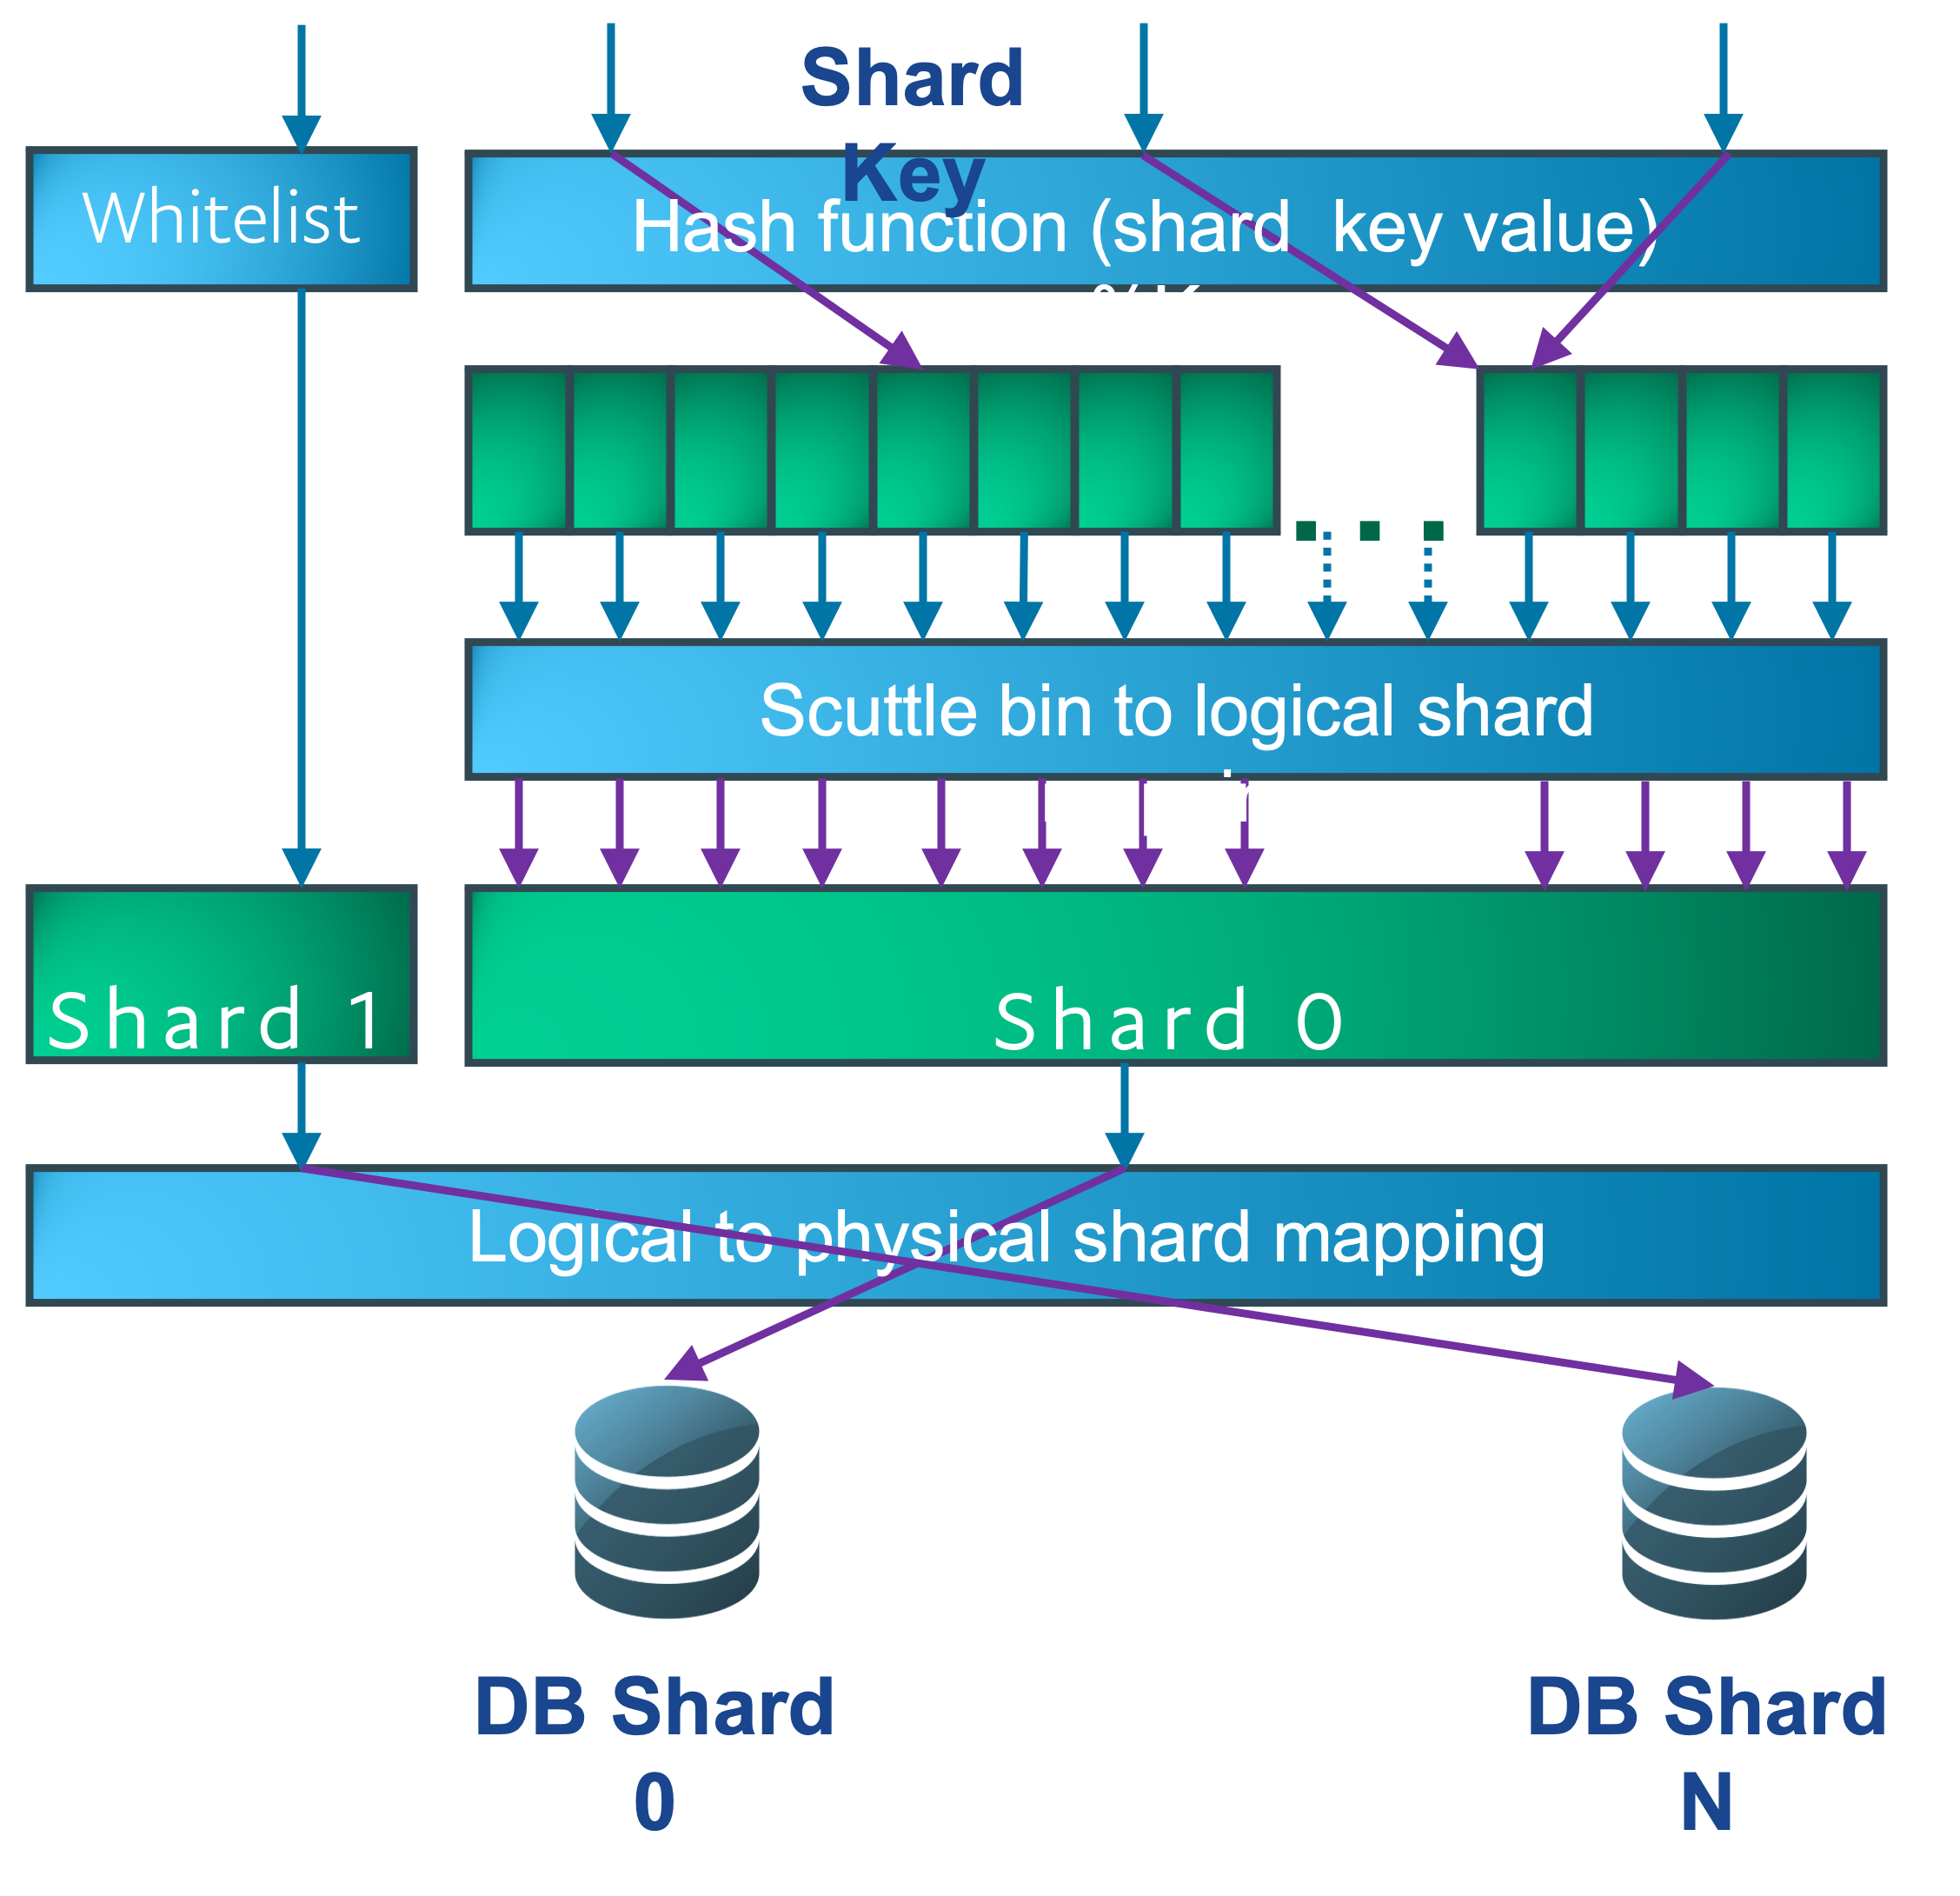 Shard
Key
Whitelist
Hash function (shard key value)
Scuttle bin to logical shard
Shard 1
Shard 0
Logical to physical shard mapping
DB Shard
0
DB Shard
N